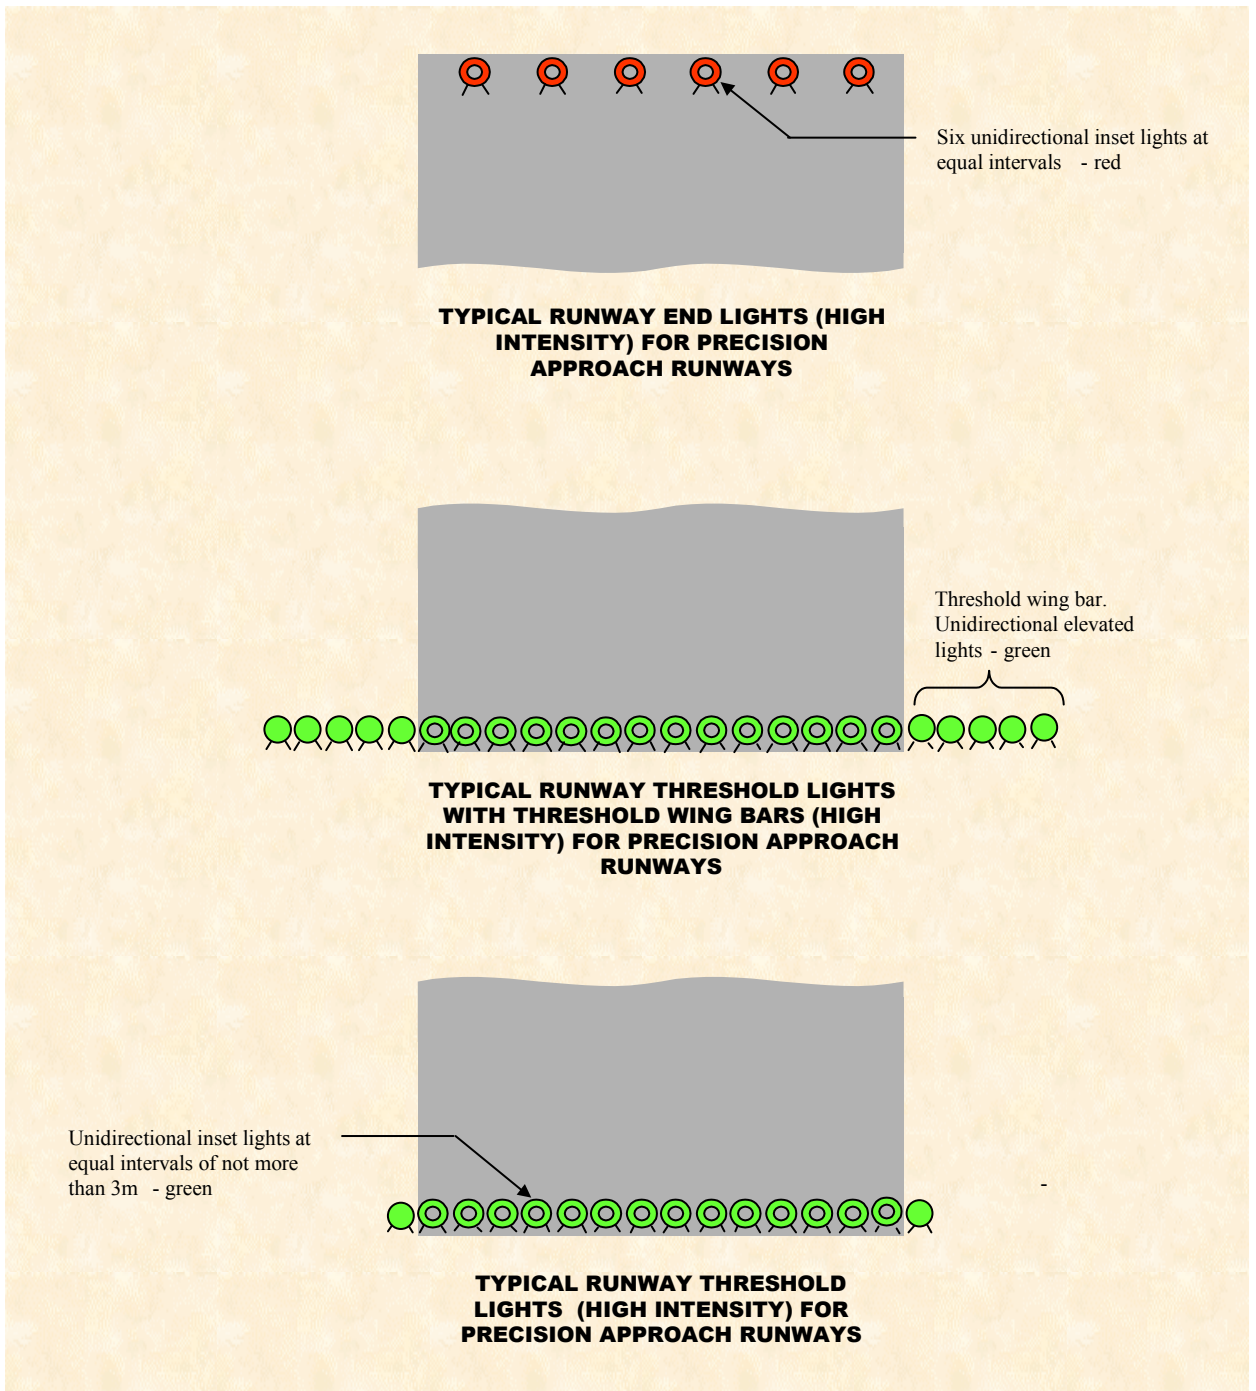 Six unidirectional inset lights at
equal intervals - red
TYPICAL RUNWAY END LIGHTS (HIGH
INTENSITY) FOR PRECISION
APPROACH RUNWAYS
Threshold wing bar.
Unidirectional elevated
lights - green
TYPICAL RUNWAY THRESHOLD LIGHTS
WITH THRESHOLD WING BARS (HIGH
INTENSITY) FOR PRECISION APPROACH
RUNWAYS
Unidirectional inset lights at
equal intervals of not more
than 3m - green
-
TYPICAL RUNWAY THRESHOLD
LIGHTS (HIGH INTENSITY) FOR
PRECISION APPROACH RUNWAYS